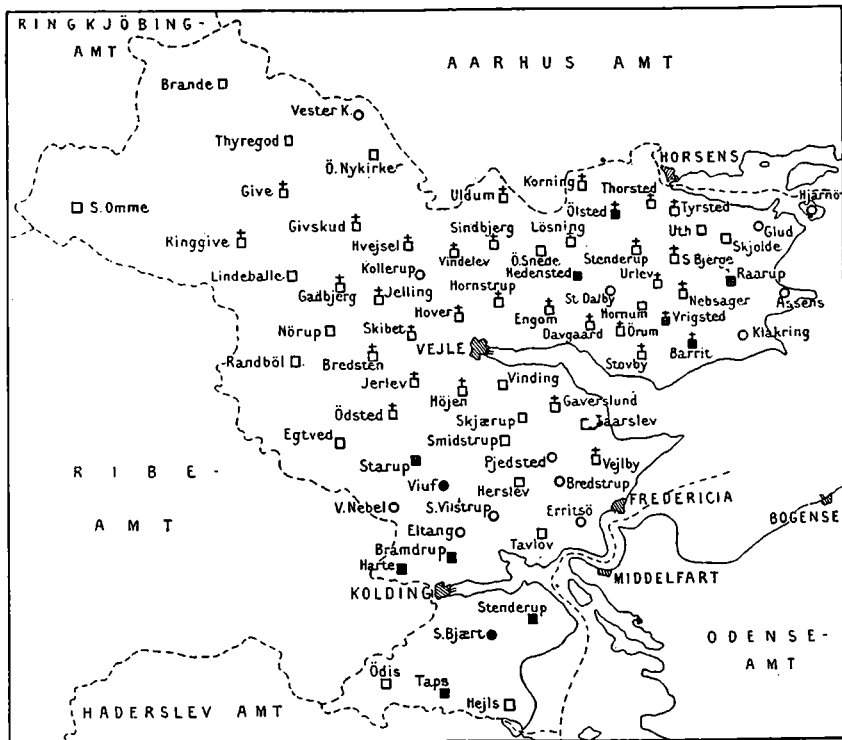 RINGKJÖBING-
AMT
AARHUS AMT
Brande
Vester K.
Thyregod
Ö. Nykirke
HORSENS
Give
Uldum
Korning
Thorsted
Hjarnö
S. Omme
Ölsted
Tyrsted
Givskud
Sindbjerg
Lösning
Uth
Glud
Ringgive
Hvejsel
Skjolde
Vindelev
Ö. Snede
Stenderup
S Bjerge
Lindeballe
Kollerup
Hedensted
Urlev
Raarup
Gadbjerg
Jelling
Hornstrup
St Dalby
Nebsager
Assens
Hover
Engom
Hornum
Vrigsted
Nörup
Skibet
Davgaard
Örum
Klakring
VEJLE
Barrit
Randböl
Bredsten
Stovby
Jerlev
Höjen
Vinding
Ödsted
Gaverslund
Skjærup
Taarslev
Egtved
Smidstrup
RIBE-
AMT
Starup
Pjedsted
Vejlby
Viuf
Herslev
Bredstrup
V. Nebel
S. Vilstrup
FREDERICIA
BOGENSE
Eltang
Erritsö
Bramdrup
Tavlov
Harte
MIDDELFART
KOLDING
Stenderup
S. Bjært
ODENSE-
AMT
Ödis
Taps
Hejls
HADERSLEV AMT